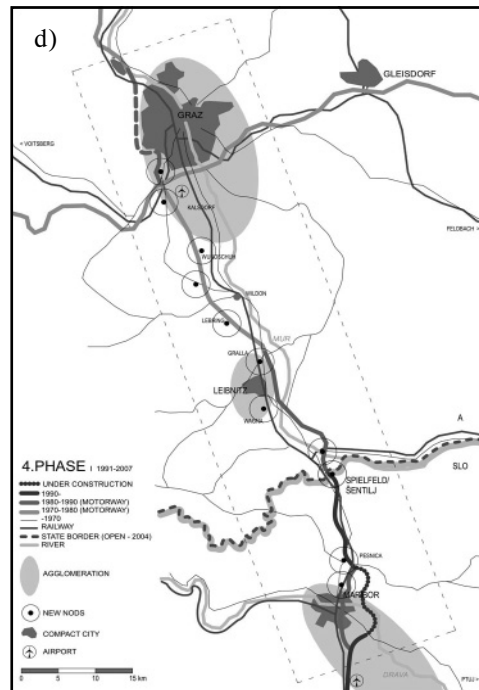 d)
GLEISDORF
GRAZ
< VOITSBERG
KALSDORF
FELDBACH >
WUNDSCHUH
WILDON
LEBRING
MUR
GRALLA
LEIBNITZ
WAGNA
A
SLO
SPIELFELD/
ŠENTILJ
4.PHASE | 1991-2007
UNDER CONSTRUCTION
1990-
1980-1990 (MOTORWAY)
1970-1980 (MOTORWAY)
-1970
RAILWAY
STATE BORDER (OPEN - 2004)
RIVER
AGGLOMERATION
NEW NODS
COMPACT CITY
AIRPORT
0 5 10 15 km
PESNICA
MARIBOR
DRAVA
PTUJ >